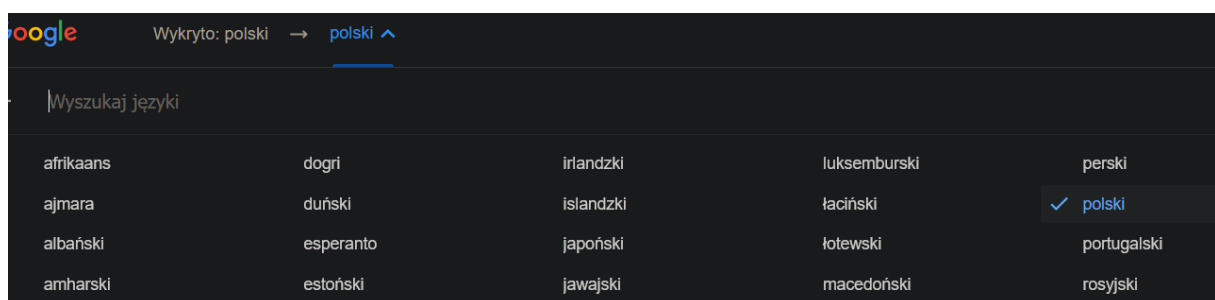 Google Wykryto: polski → polski
Wyszukaj języki
afrikaans dogri irlandzki luksemburski perski
ajmara duński islandzki łaciński polski
albański esperanto japoński łotewski portugalski
amharski estoński jawajski macedoński rosyjski